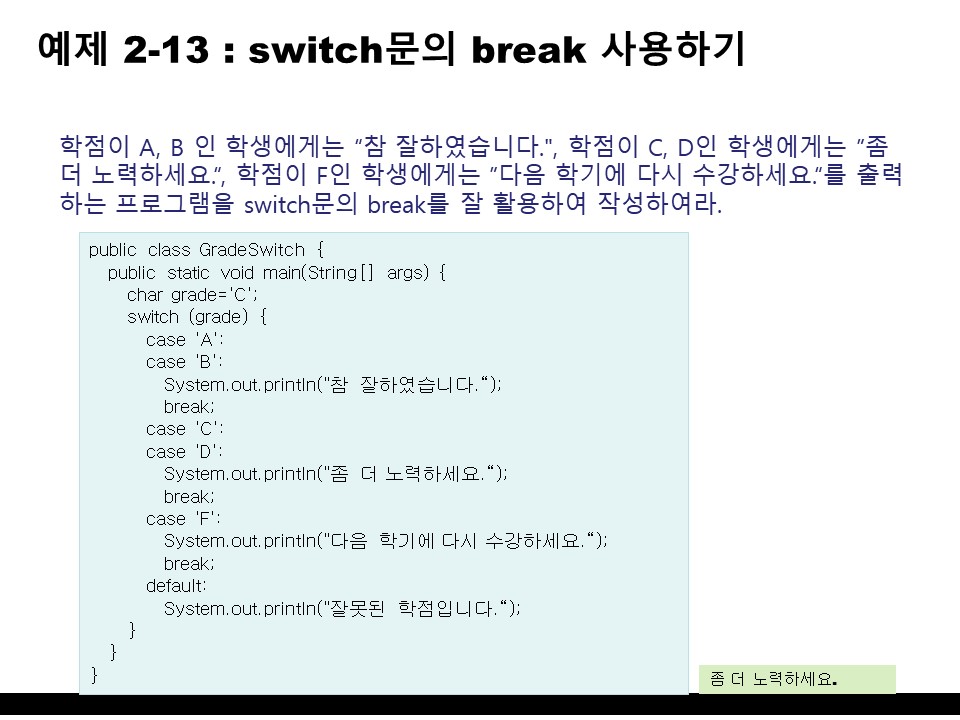 예제 2-13 : switch문의 break 사용하기
학점이 A, B 인 학생에게는 “참 잘하였습니다.", 학점이 C, D인 학생에게는 ”좀
더 노력하세요.“, 학점이 F인 학생에게는 ”다음 학기에 다시 수강하세요.“를 출력
하는 프로그램을 switch문의 break를 잘 활용하여 작성하여라.
public class GradeSwitch {
public static void main(String[] args) {
char grade='C';
switch (grade) {
case 'A':
case 'B':
System.out.println("참 잘하였습니다.“);
break;
case 'C':
case 'D':
System.out.println("좀 더 노력하세요.“);
break;
case 'F':
System.out.println("다음 학기에 다시 수강하세요.“);
break;
default:
System.out.println("잘못된 학점입니다.“);
}
}
}
좀 더 노력하세요.